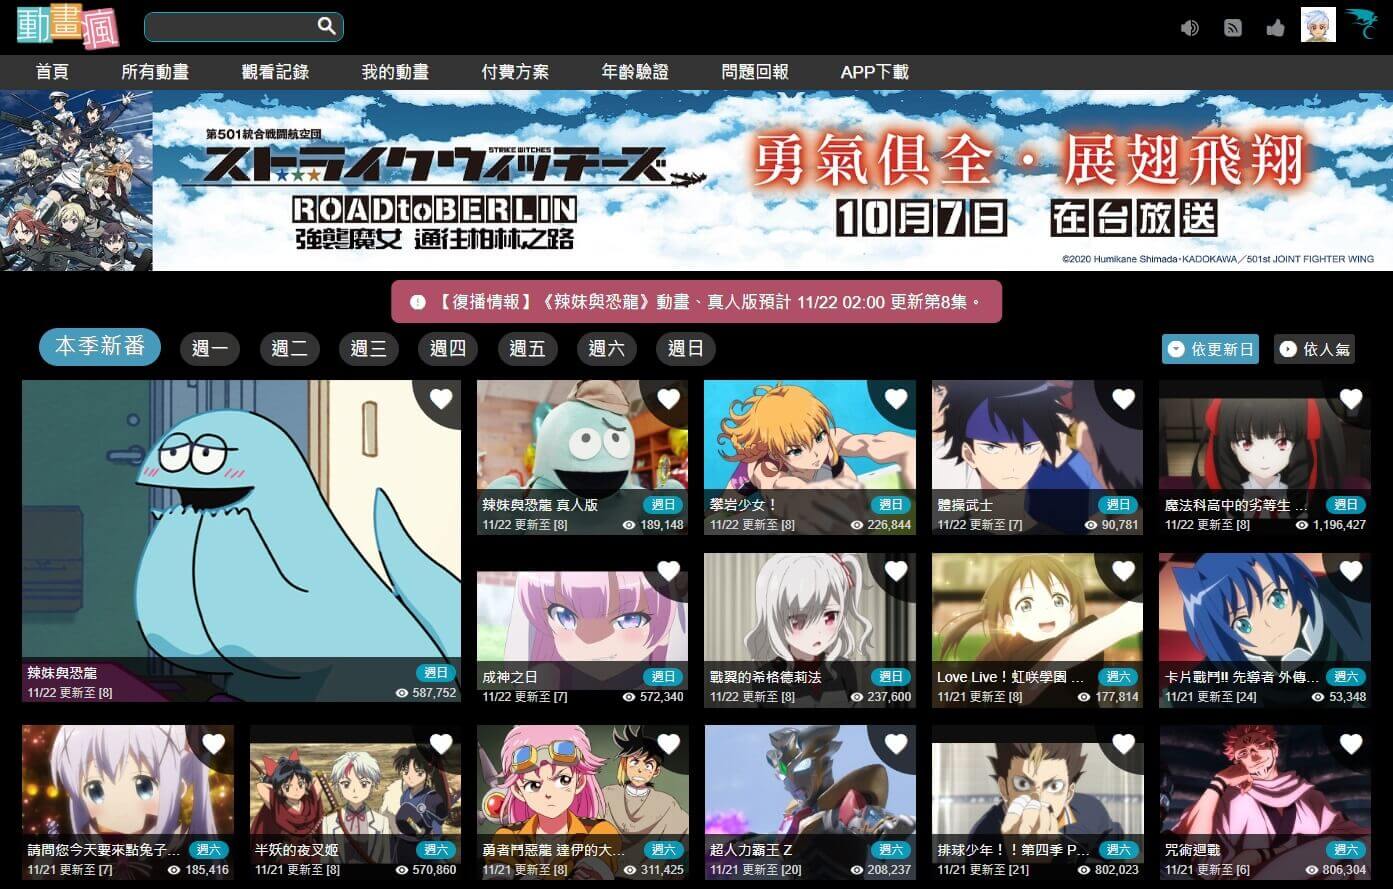 動畫瘋
首頁 所有動畫 觀看記錄 我的動畫 付費方案 年齡驗證 問題回報 APP下載
第501統合戦闘航空団
STRIKE WITCHES
ストライクウィッチーズ
ROADtoBERLIN
強襲魔女 通往柏林之路
勇氣俱全・展翅飛翔
10月7日 在台放送
©2020 Humikane Shimada・KADOKAWA／501st JOINT FIGHTER WING
【復播情報】《辣妹與恐龍》動畫、真人版預計 11/22 02:00 更新第8集。
本季新番 週一 週二 週三 週四 週五 週六 週日 依更新日 依人氣
辣妹與恐龍 週日
11/22 更新至 [8] 587,752
辣妹與恐龍 真人版 週日
11/22 更新至 [8] 189,148
攀岩少女！ 週日
11/22 更新至 [8] 226,844
體操武士 週日
11/22 更新至 [7] 90,781
魔法科高中的劣等生 ... 週日
11/22 更新至 [8] 1,196,427
成神之日 週日
11/22 更新至 [7] 572,340
戰翼的希格德莉法 週日
11/22 更新至 [8] 237,600
Love Live！虹咲學園 ... 週六
11/21 更新至 [8] 177,814
卡片戰鬥!! 先導者 外傳... 週六
11/21 更新至 [24] 53,348
請問您今天要來點兔子... 週六
11/21 更新至 [7] 185,416
半妖的夜叉姬 週六
11/21 更新至 [8] 570,860
勇者鬥惡龍 達伊的大... 週六
11/21 更新至 [8] 311,425
超人力霸王 Z 週六
11/21 更新至 [20] 208,237
排球少年！！第四季 P... 週六
11/21 更新至 [21] 802,023
咒術迴戰 週六
11/21 更新至 [6] 806,304